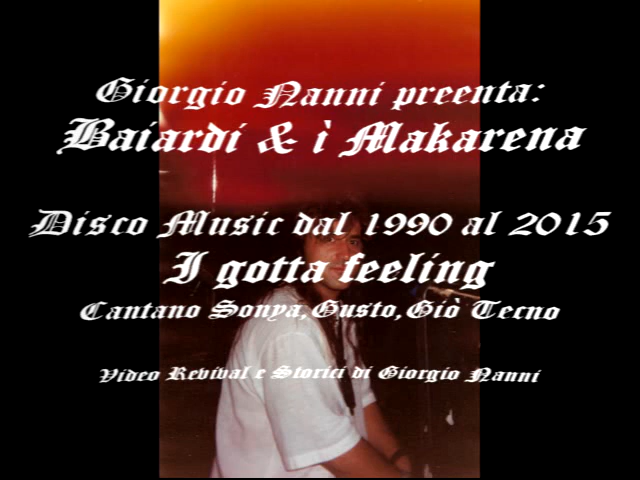 Giorgio Nanni preenta:
Baiardi & ì Makarena
Disco Music dal 1990 al 2015
I gotta feeling
Cantano Sonya,Gusto,Giò Tecno
Video Revival e Storici di Giorgio Nanni